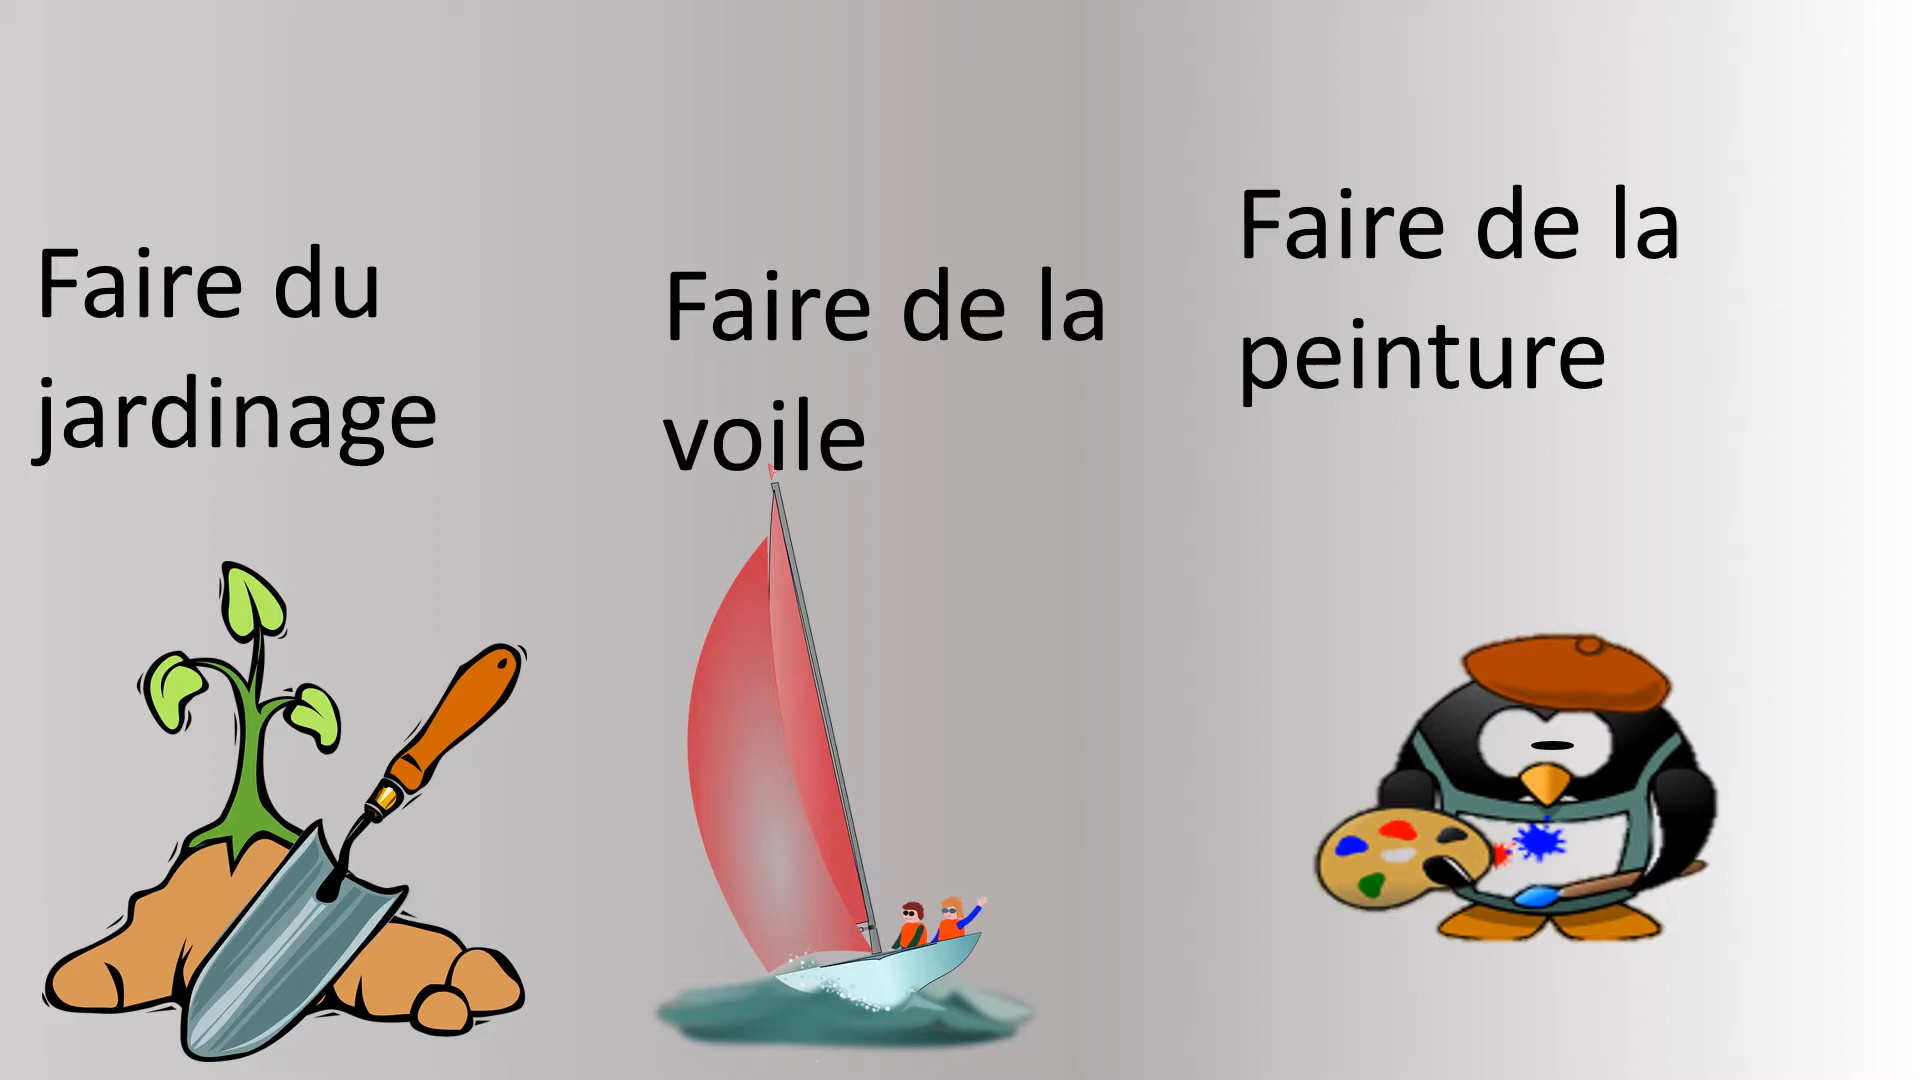 Faire du
jardinage
Faire de la
voile
Faire de la
peinture